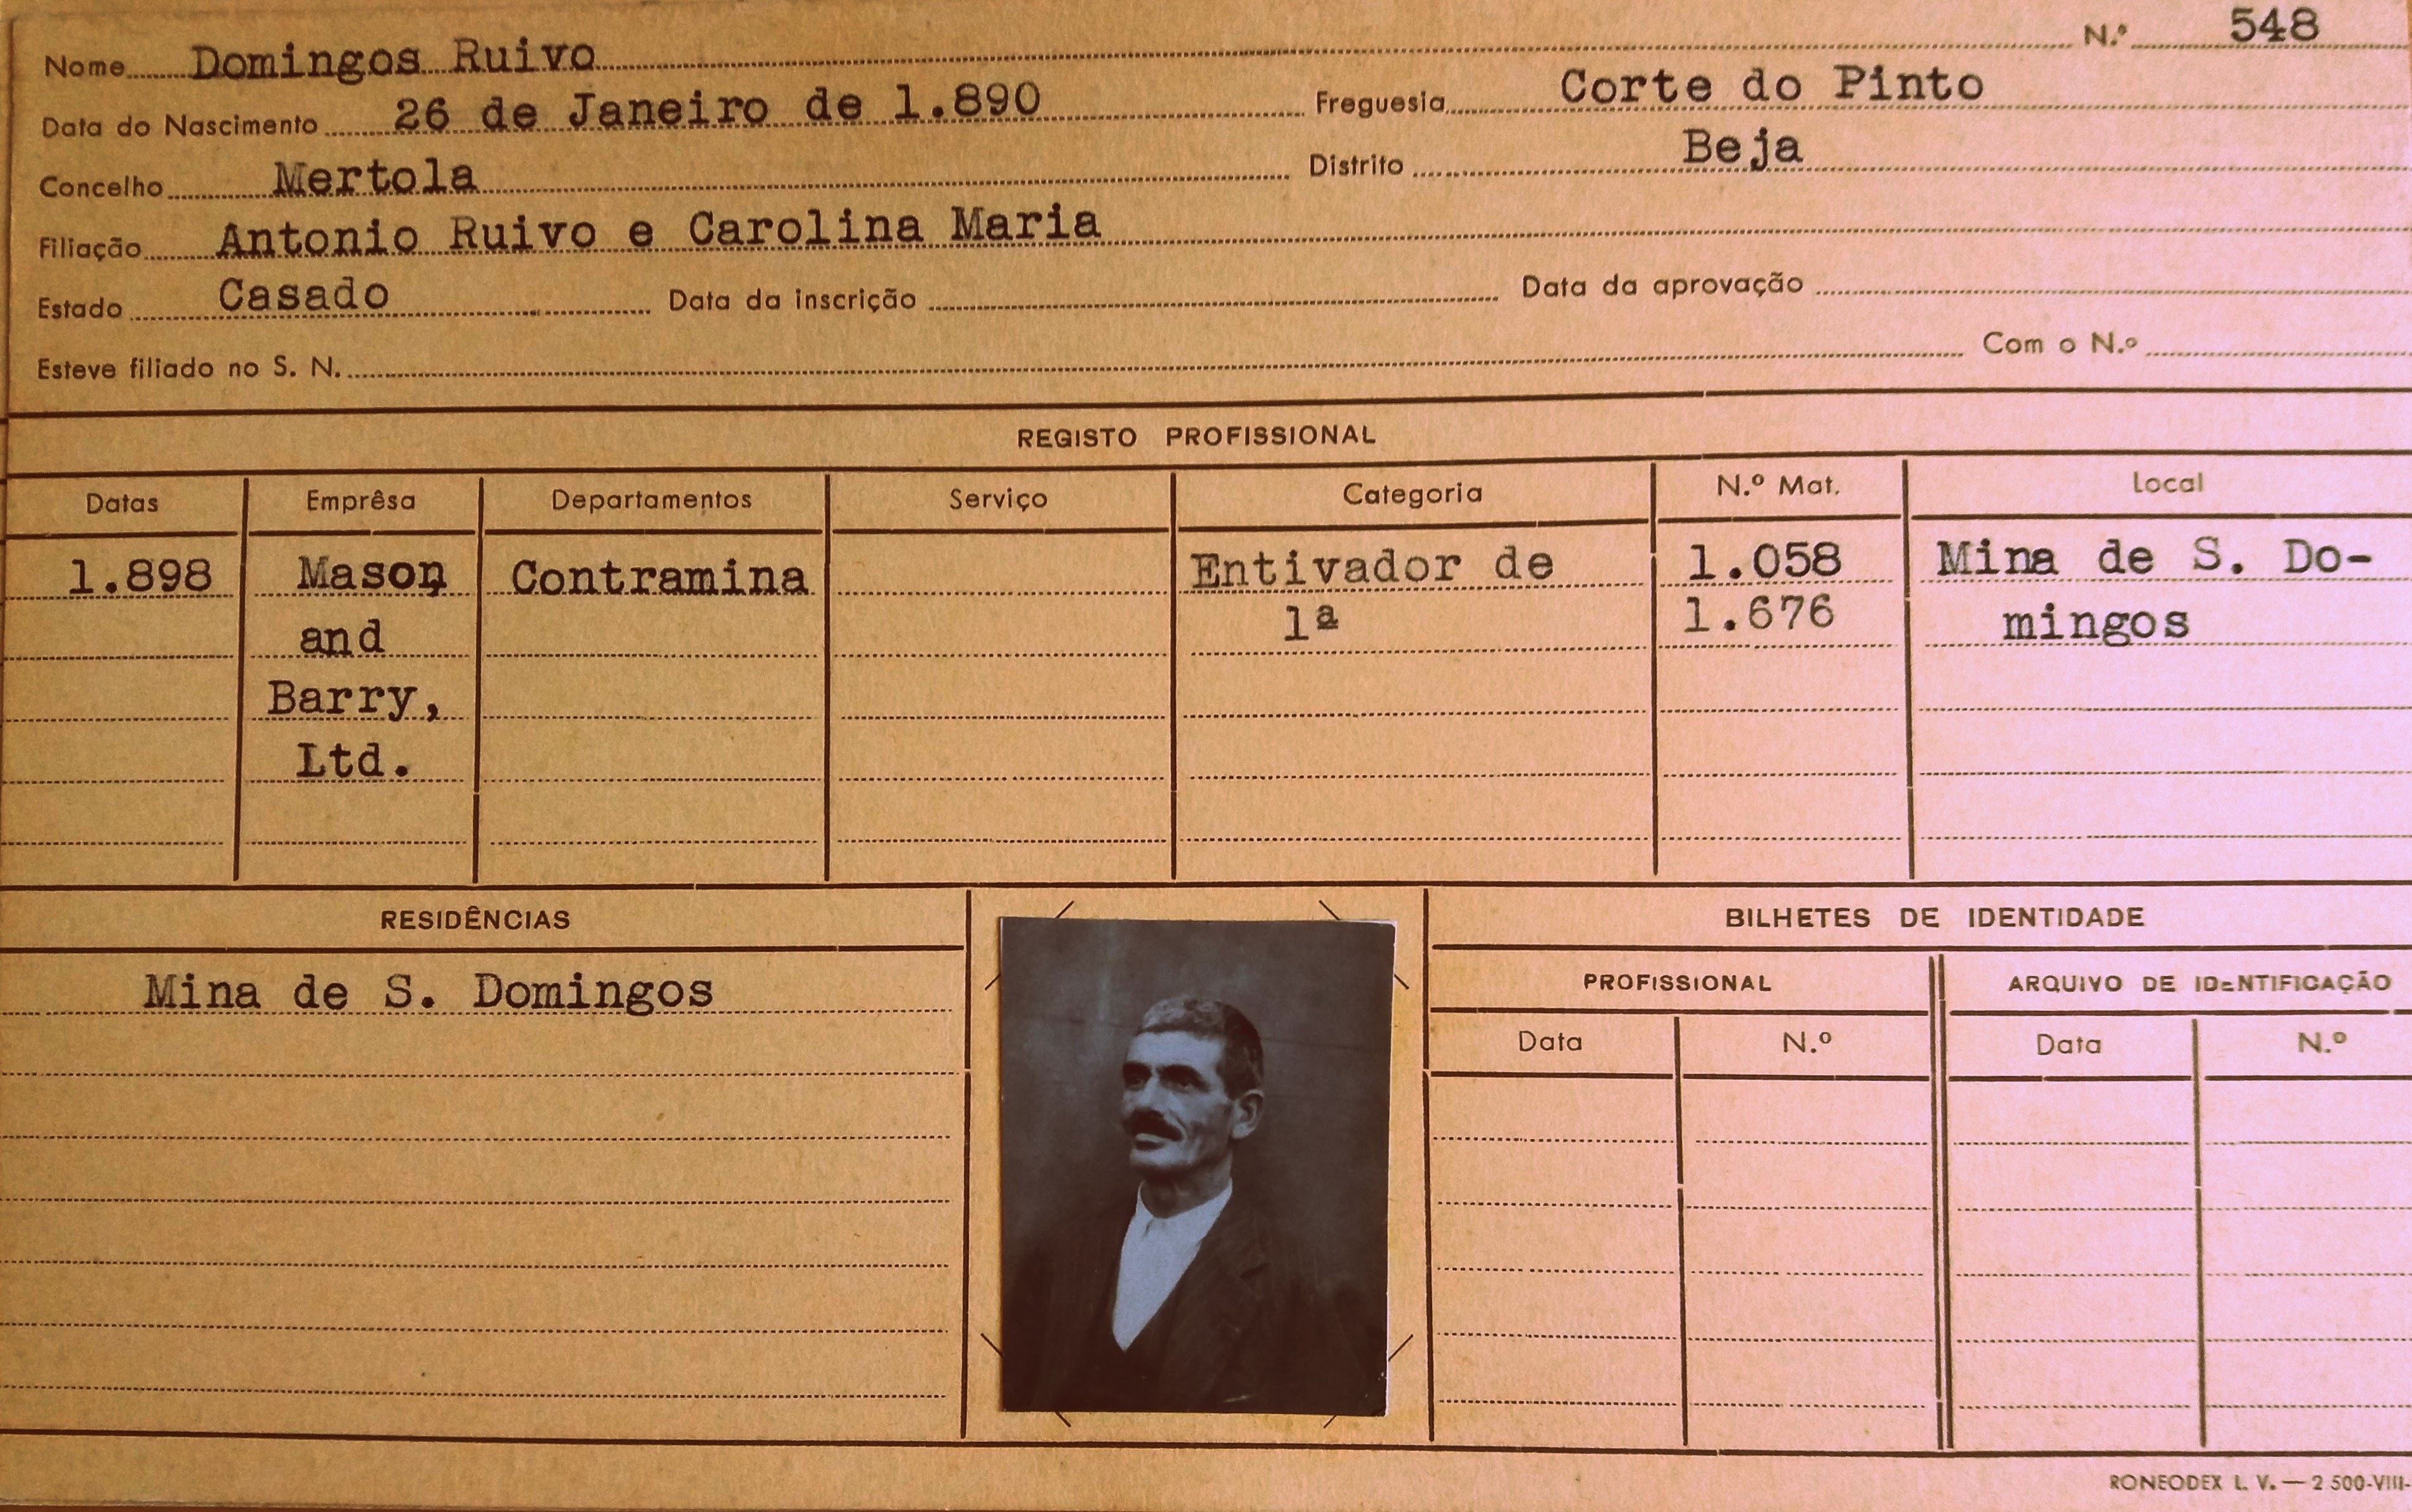 Nome Domingos Ruivo N.º 548
Data do Nascimento 26 de Janeiro de 1.890 Freguesia Corte do Pinto
Concelho Mertola Distrito Beja
Filiação Antonio Ruivo e Carolina Maria
Estado Casado Data da inscrição Data da aprovação
Esteve filiado no S. N. Com o N.º
REGISTO PROFISSIONAL
Datas Emprêsa Departamentos Serviço Categoria N.º Mat. Local
1.898 Mason Contramina Entivador de 1.058 Mina de S. Do-
and 1ª 1.676 mingos
Barry,
Ltd.
RESIDÊNCIAS BILHETES DE IDENTIDADE
Mina de S. Domingos PROFISSIONAL ARQUIVO DE IDENTIFICAÇÃO
Data N.º Data N.º
RONEODEX L. V. — 2 500-VIII-